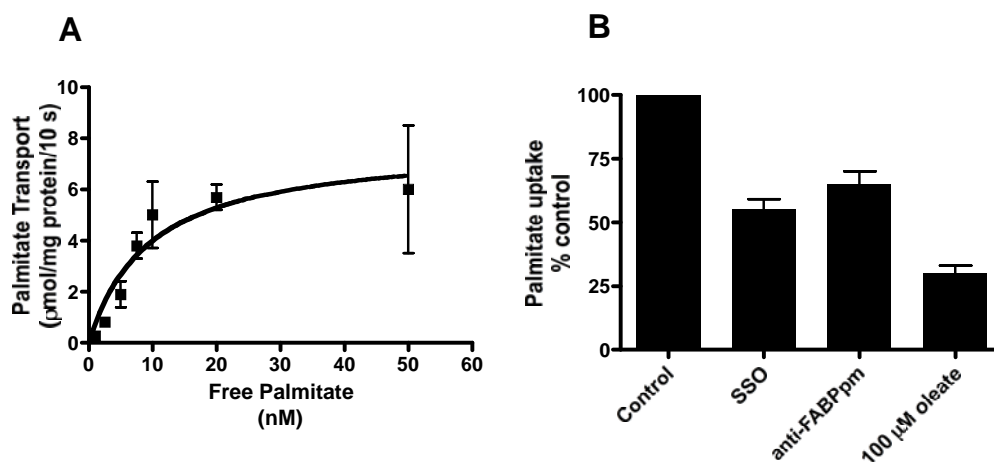 A
Palmitate Transport
(ρmol/mg protein/10 s)
10
8
6
4
2
0
0
10
20
30
40
50
60
Free Palmitate
(nM)
B
Palmitate uptake
% control
100
75
50
25
0
Control
SSO
anti-FABPpm
100 μM oleate